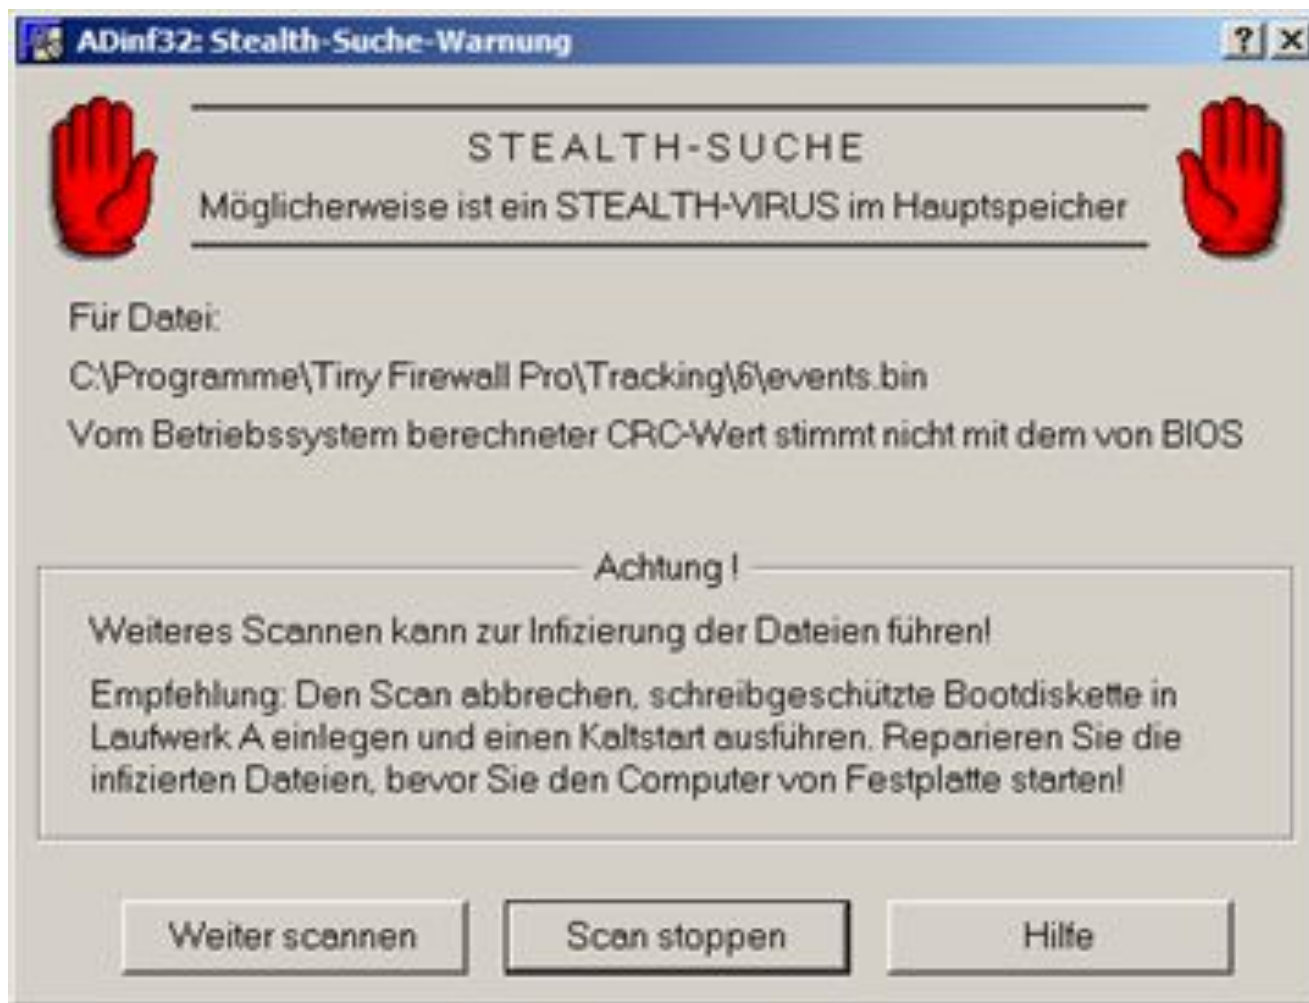 ADinf32: Stealth-Suche-Warnung
STEALTH-SUCHE
Möglicherweise ist ein STEALTH-VIRUS im Hauptspeicher
Für Datei:
C:\Programme\Tiny Firewall Pro\Tracking\6\events.bin
Vom Betriebssystem berechneter CRC-Wert stimmt nicht mit dem von BIOS
Achtung !
Weiteres Scannen kann zur Infizierung der Dateien führen!
Empfehlung: Den Scan abbrechen, schreibgeschützte Bootdiskette in
Laufwerk A einlegen und einen Kaltstart ausführen. Reparieren Sie die
infizierten Dateien, bevor Sie den Computer von Festplatte starten!
Weiter scannen
Scan stoppen
Hilfe